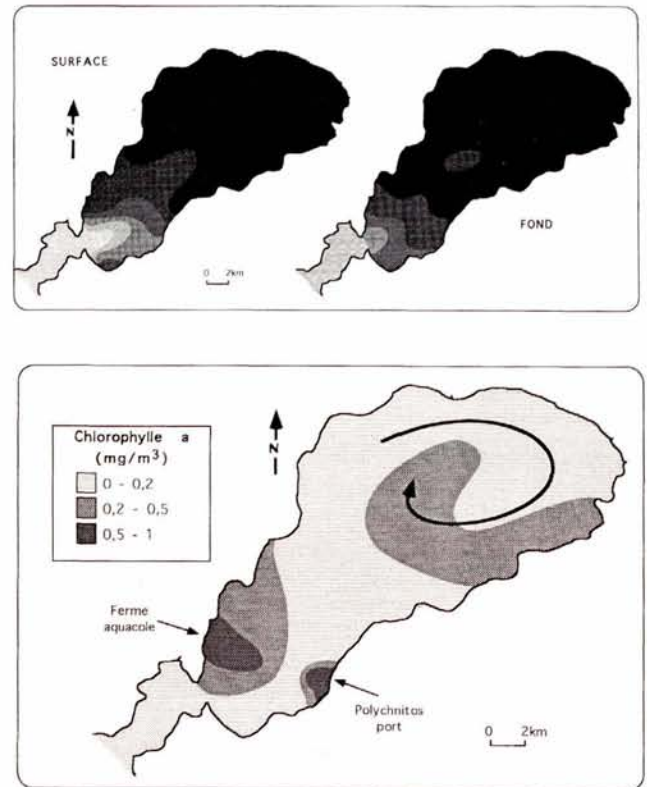 SURFACE
N
0 2km
FOND
Chlorophylle a
(mg/m³)
0 - 0,2
0,2 - 0,5
0,5 - 1
N
Ferme
aquacole
Polychnitos
port
0 2km